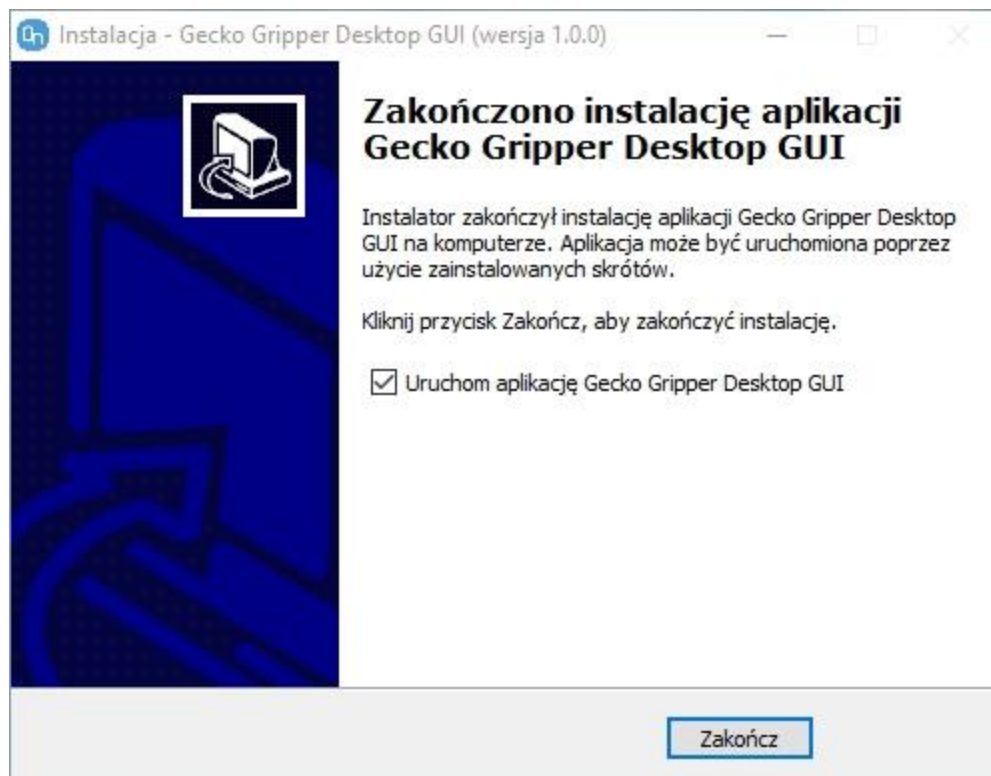 Instalacja - Gecko Gripper Desktop GUI (wersja 1.0.0)
Zakończono instalację aplikacji
Gecko Gripper Desktop GUI
Instalator zakończył instalację aplikacji Gecko Gripper Desktop
GUI na komputerze. Aplikacja może być uruchomiona poprzez
użycie zainstalowanych skrótów.
Kliknij przycisk Zakończ, aby zakończyć instalację.
Uruchom aplikację Gecko Gripper Desktop GUI
Zakończ